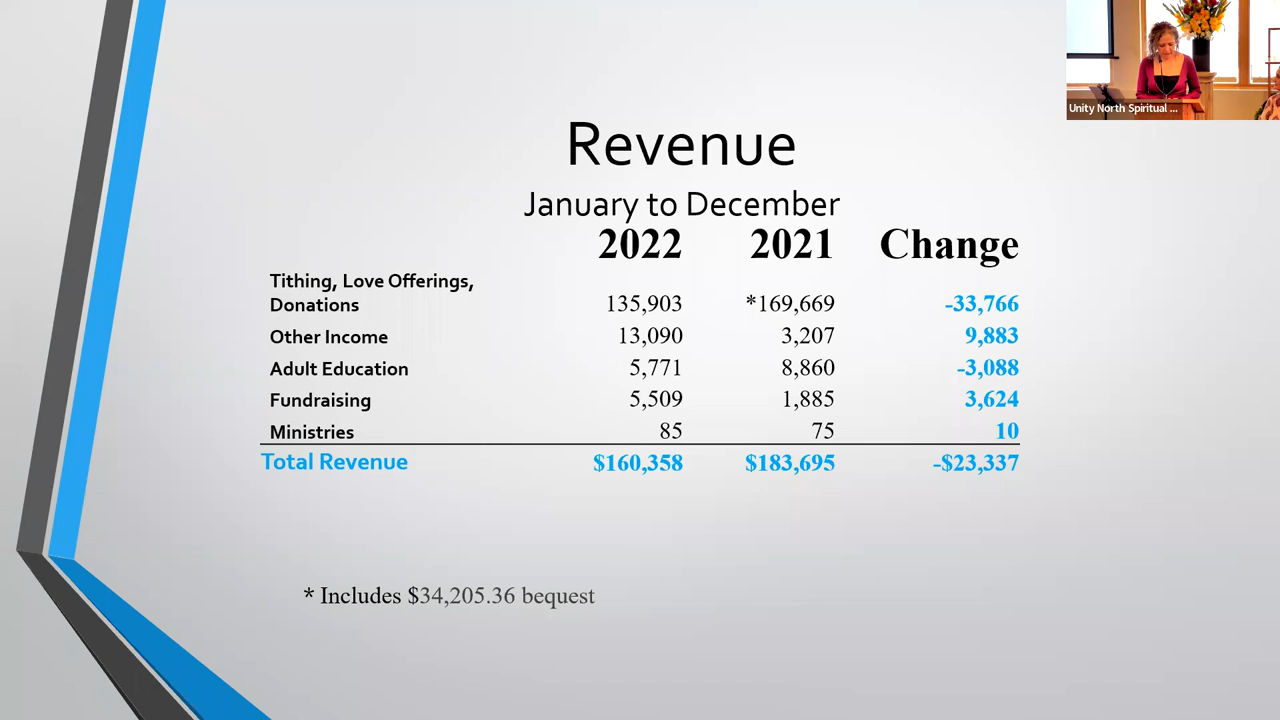 Unity North Spiritual ...
Revenue
January to December
2022 2021 Change
Tithing, Love Offerings,
Donations 135,903 *169,669 -33,766
Other Income 13,090 3,207 9,883
Adult Education 5,771 8,860 -3,088
Fundraising 5,509 1,885 3,624
Ministries 85 75 10
Total Revenue $160,358 $183,695 -$23,337
* Includes $34,205.36 bequest